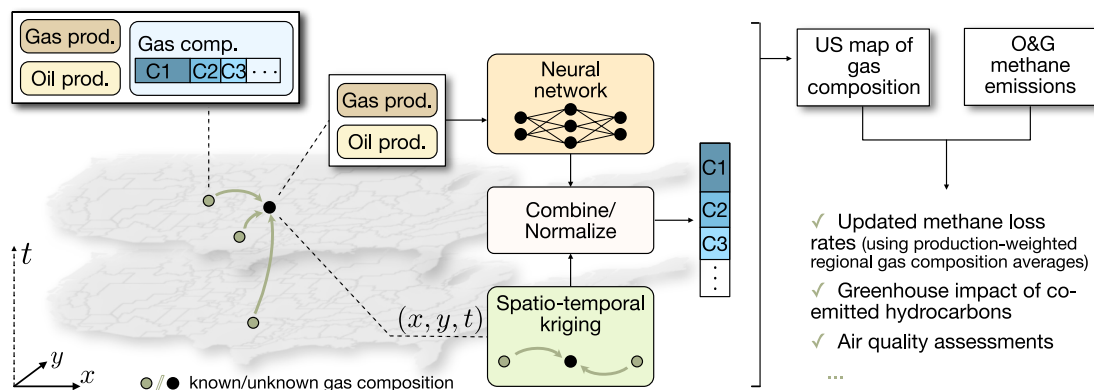 Gas prod.
Oil prod.
Gas comp.
C1 C2 C3 ...
Gas prod.
Oil prod.
Neural
network
Combine/
Normalize
Spatio-temporal
kriging
(x, y, t)
C1
C2
C3
⋮
US map of
gas
composition
O&G
methane
emissions
✓ Updated methane loss
rates (using production-weighted
regional gas composition averages)
✓ Greenhouse impact of co-
emitted hydrocarbons
✓ Air quality assessments
...
t
y
x
/ known/unknown gas composition